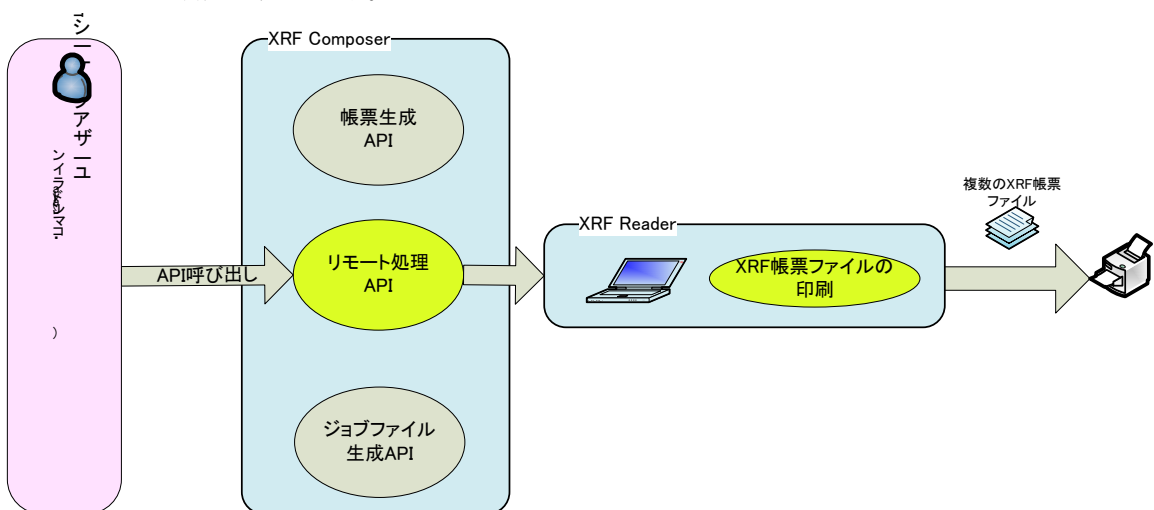 XRF Composer
帳票生成
API
API呼び出し
リモート処理
API
ジョブファイル
生成API
XRF Reader
XRF帳票ファイルの
印刷
複数のXRF帳票
ファイル